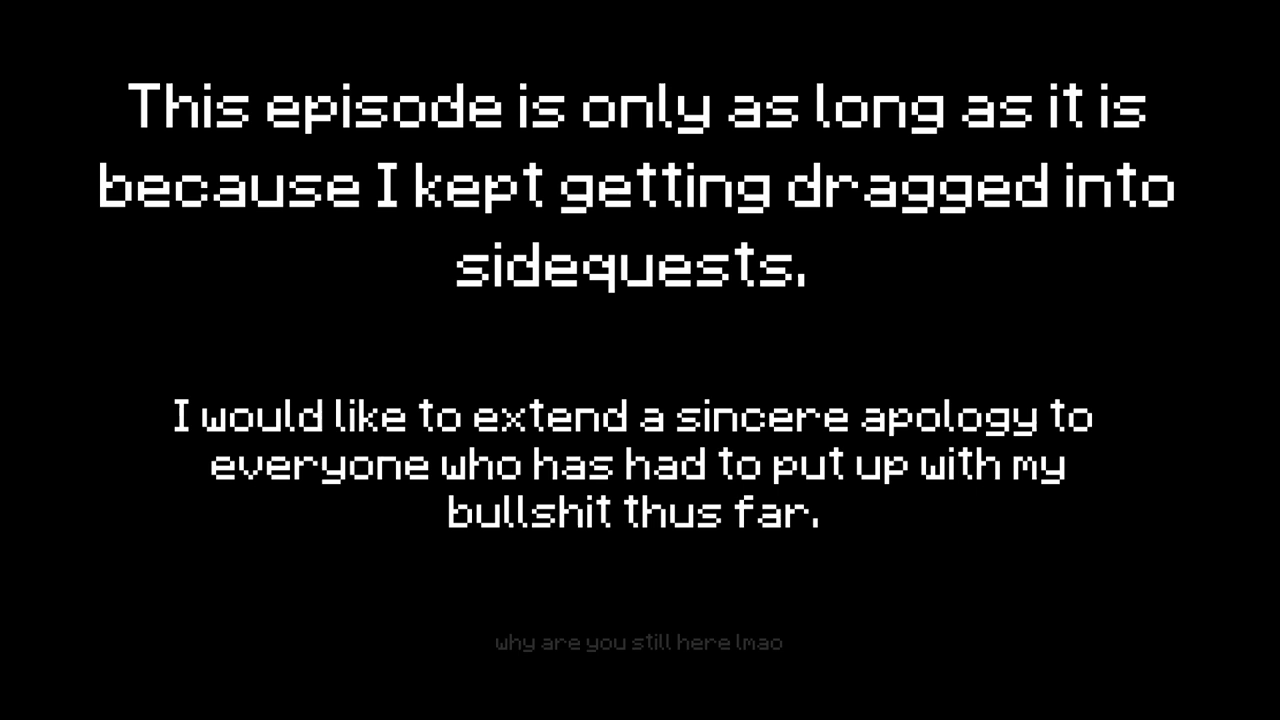 This episode is only as long as it is
because I kept getting dragged into
sidequests.
I would like to extend a sincere apology to
everyone who has had to put up with my
bullshit thus far.
why are you still here lmao